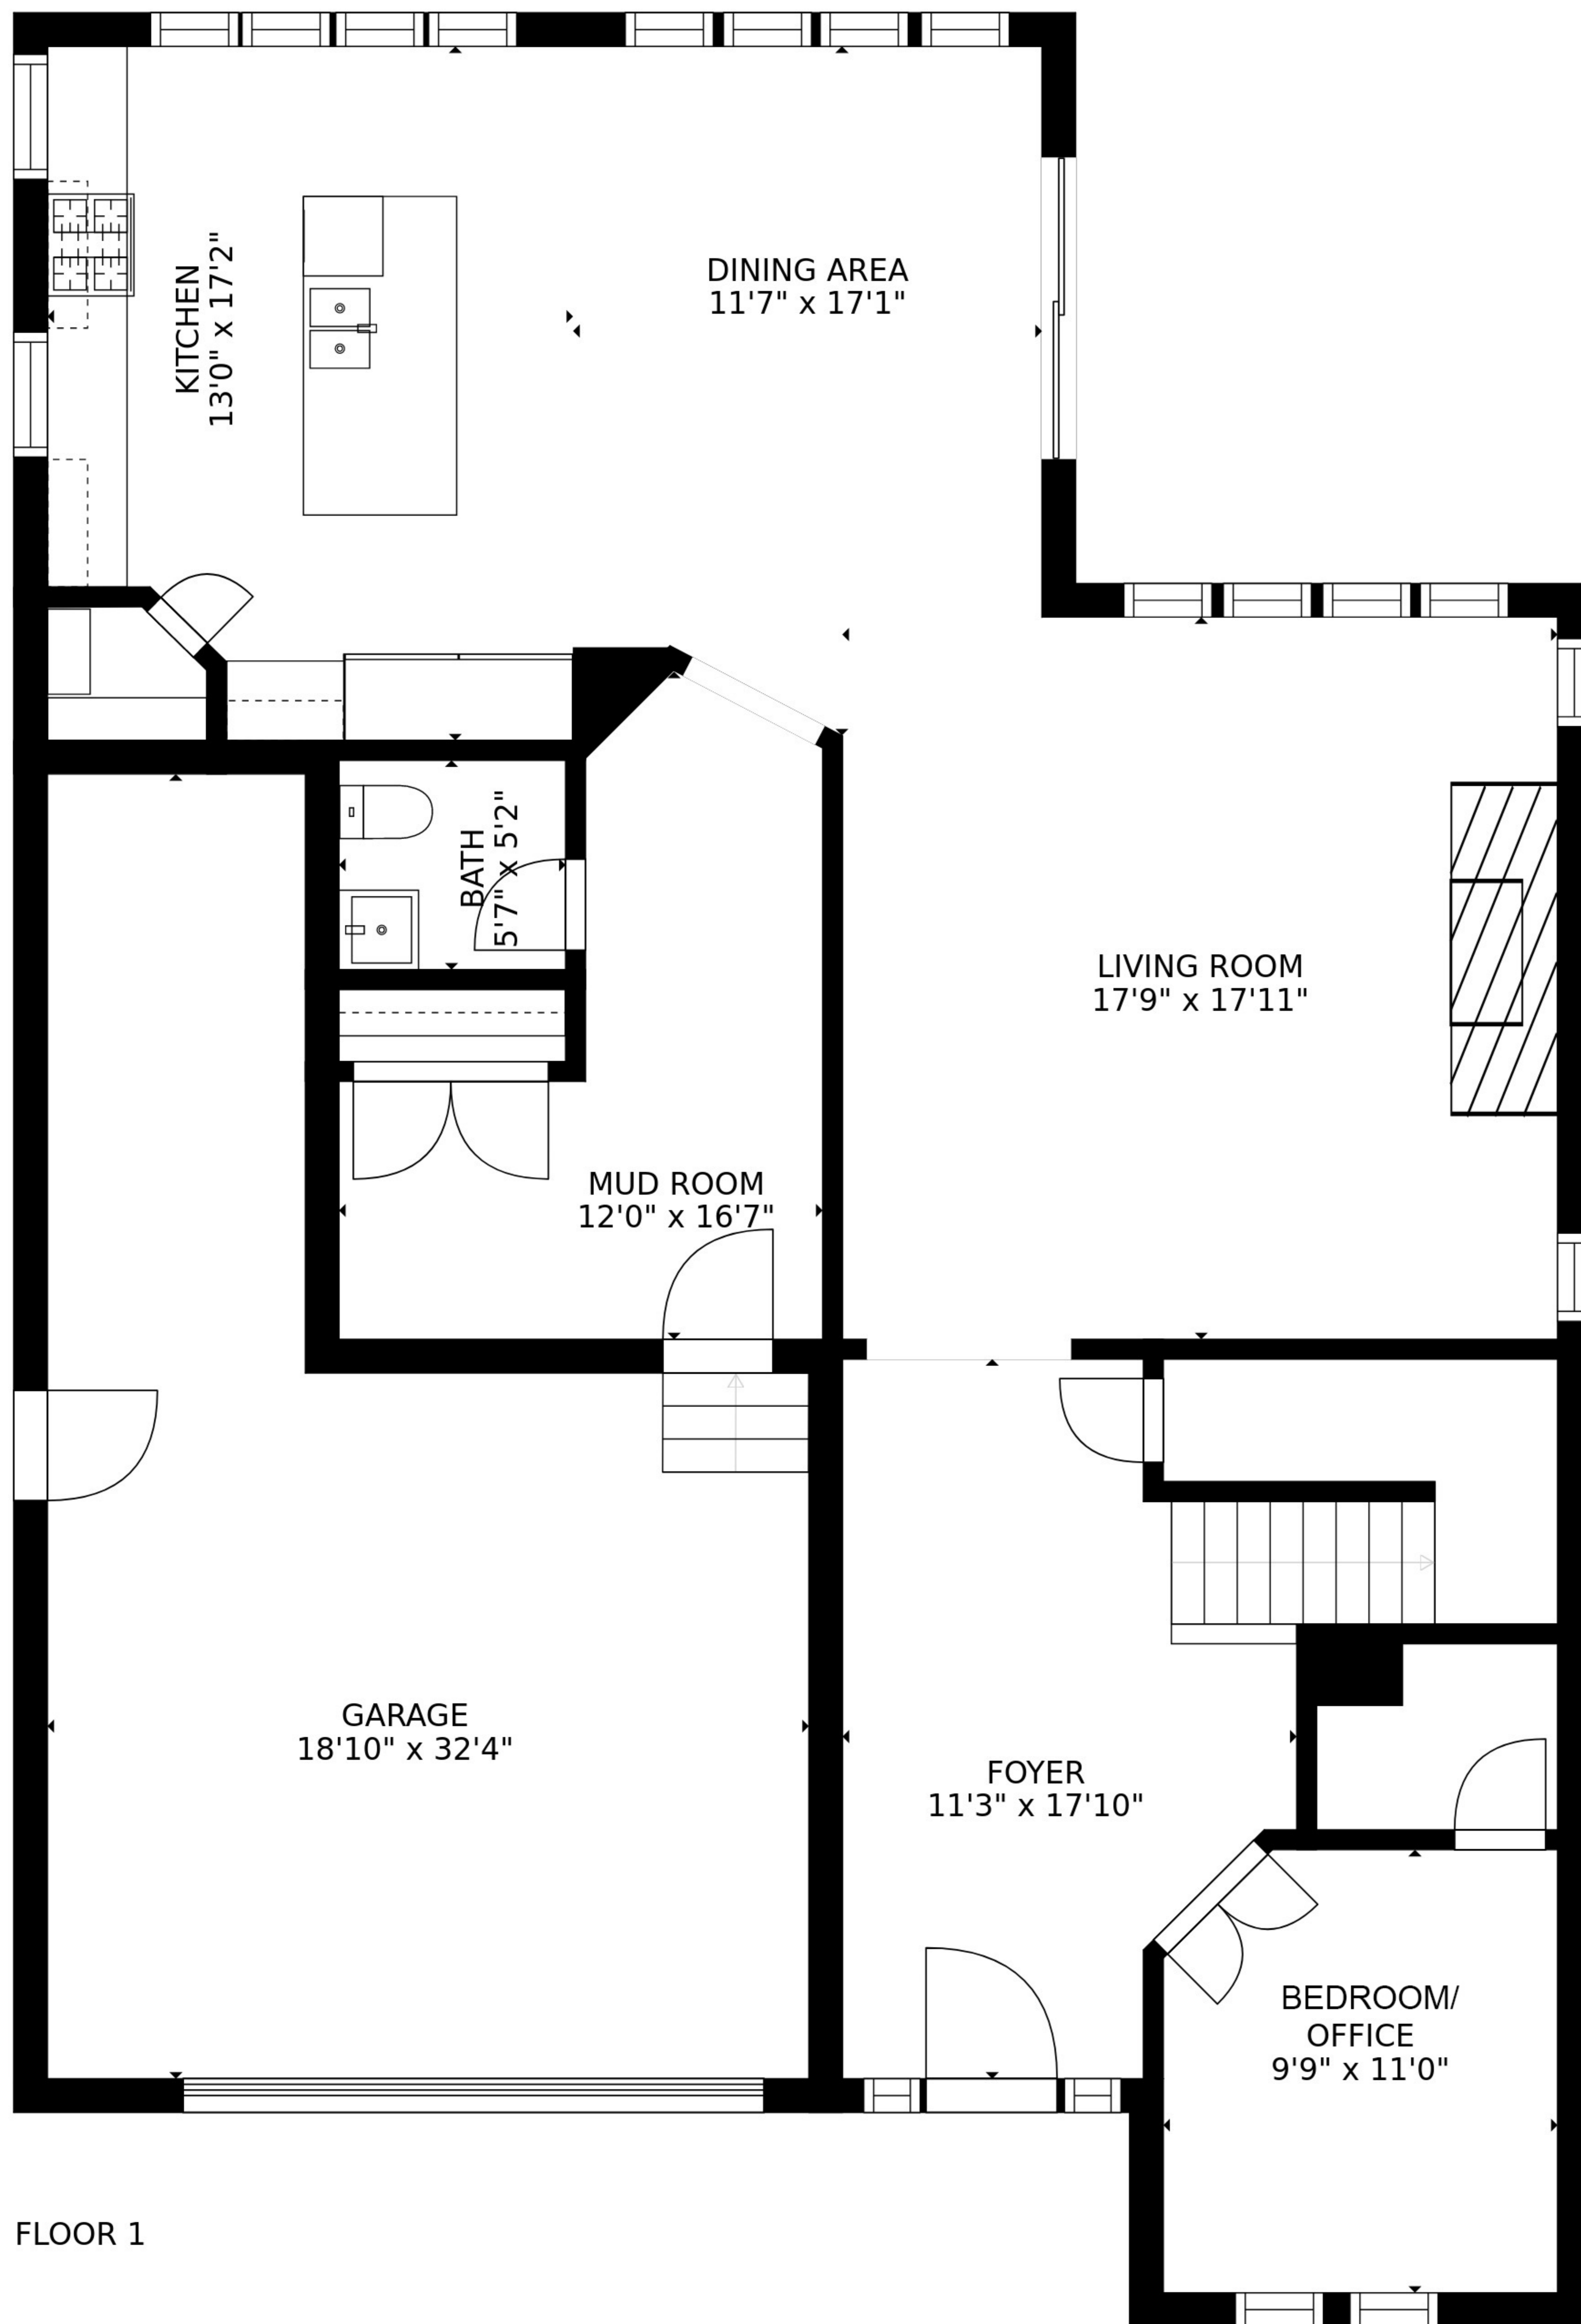 KITCHEN
13'0" x 17'2"
DINING AREA
11'7" x 17'1"
BATH
5'7" x 5'2"
LIVING ROOM
17'9" x 17'11"
MUD ROOM
12'0" x 16'7"
GARAGE
18'10" x 32'4"
FOYER
11'3" x 17'10"
BEDROOM/
OFFICE
9'9" x 11'0"
FLOOR 1